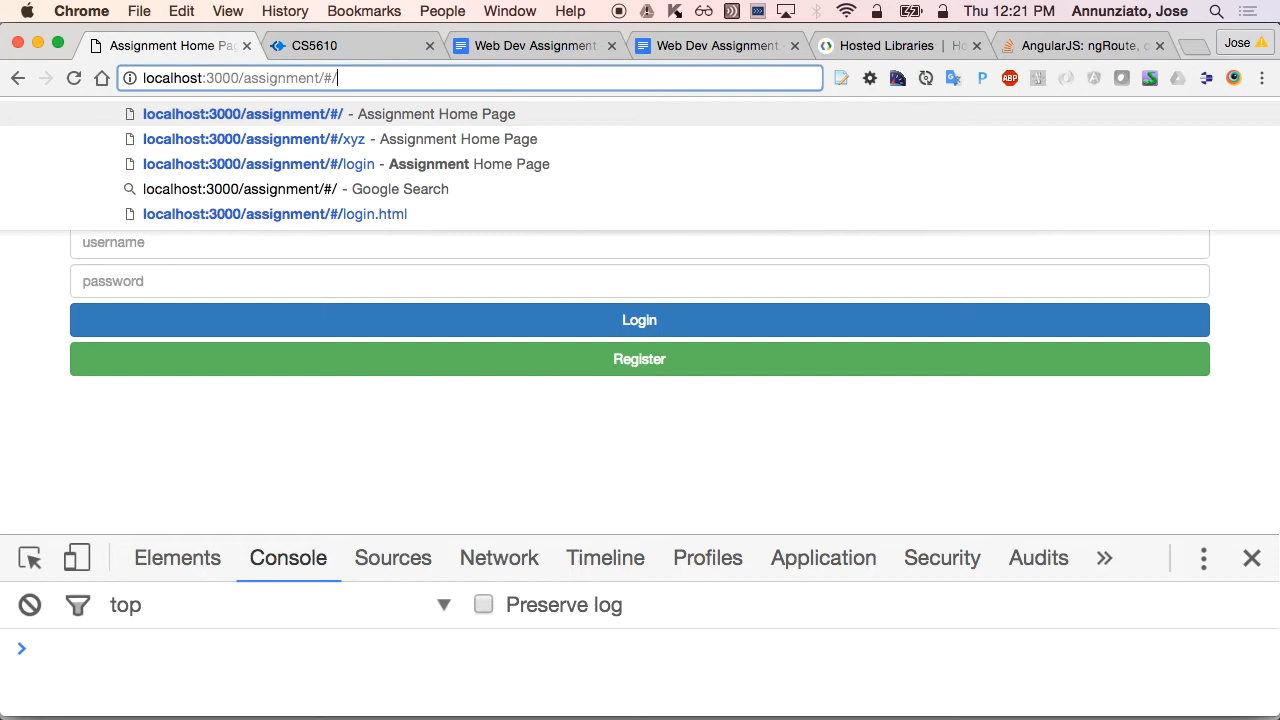 Chrome File Edit View History Bookmarks People Window Help Thu 12:21 PM Annunziato, Jose
Assignment Home Pa CS5610 Web Dev Assignment Web Dev Assignment Hosted Libraries | Ho AngularJS: ngRoute, Jose
localhost:3000/assignment/#/
localhost:3000/assignment/#/ - Assignment Home Page
localhost:3000/assignment/#/xyz - Assignment Home Page
localhost:3000/assignment/#/login - Assignment Home Page
localhost:3000/assignment/#/ - Google Search
localhost:3000/assignment/#/login.html
username
password
Login
Register
Elements Console Sources Network Timeline Profiles Application Security Audits »
top Preserve log